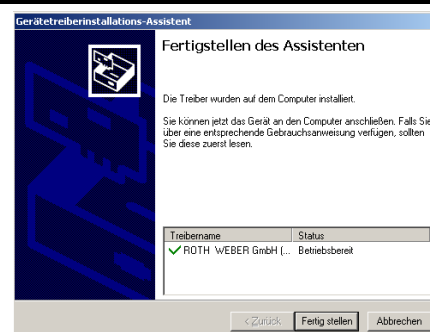 Gerätetreiberinstallations-Assistent
Fertigstellen des Assistenten
Die Treiber wurden auf dem Computer installiert.
Sie können jetzt das Gerät an den Computer anschließen. Falls Sie
über eine entsprechende Gebrauchsanweisung verfügen, sollten
Sie diese zuerst lesen.
Treibername Status
ROTH WEBER GmbH (... Betriebsbereit
< Zurück Fertig stellen Abbrechen